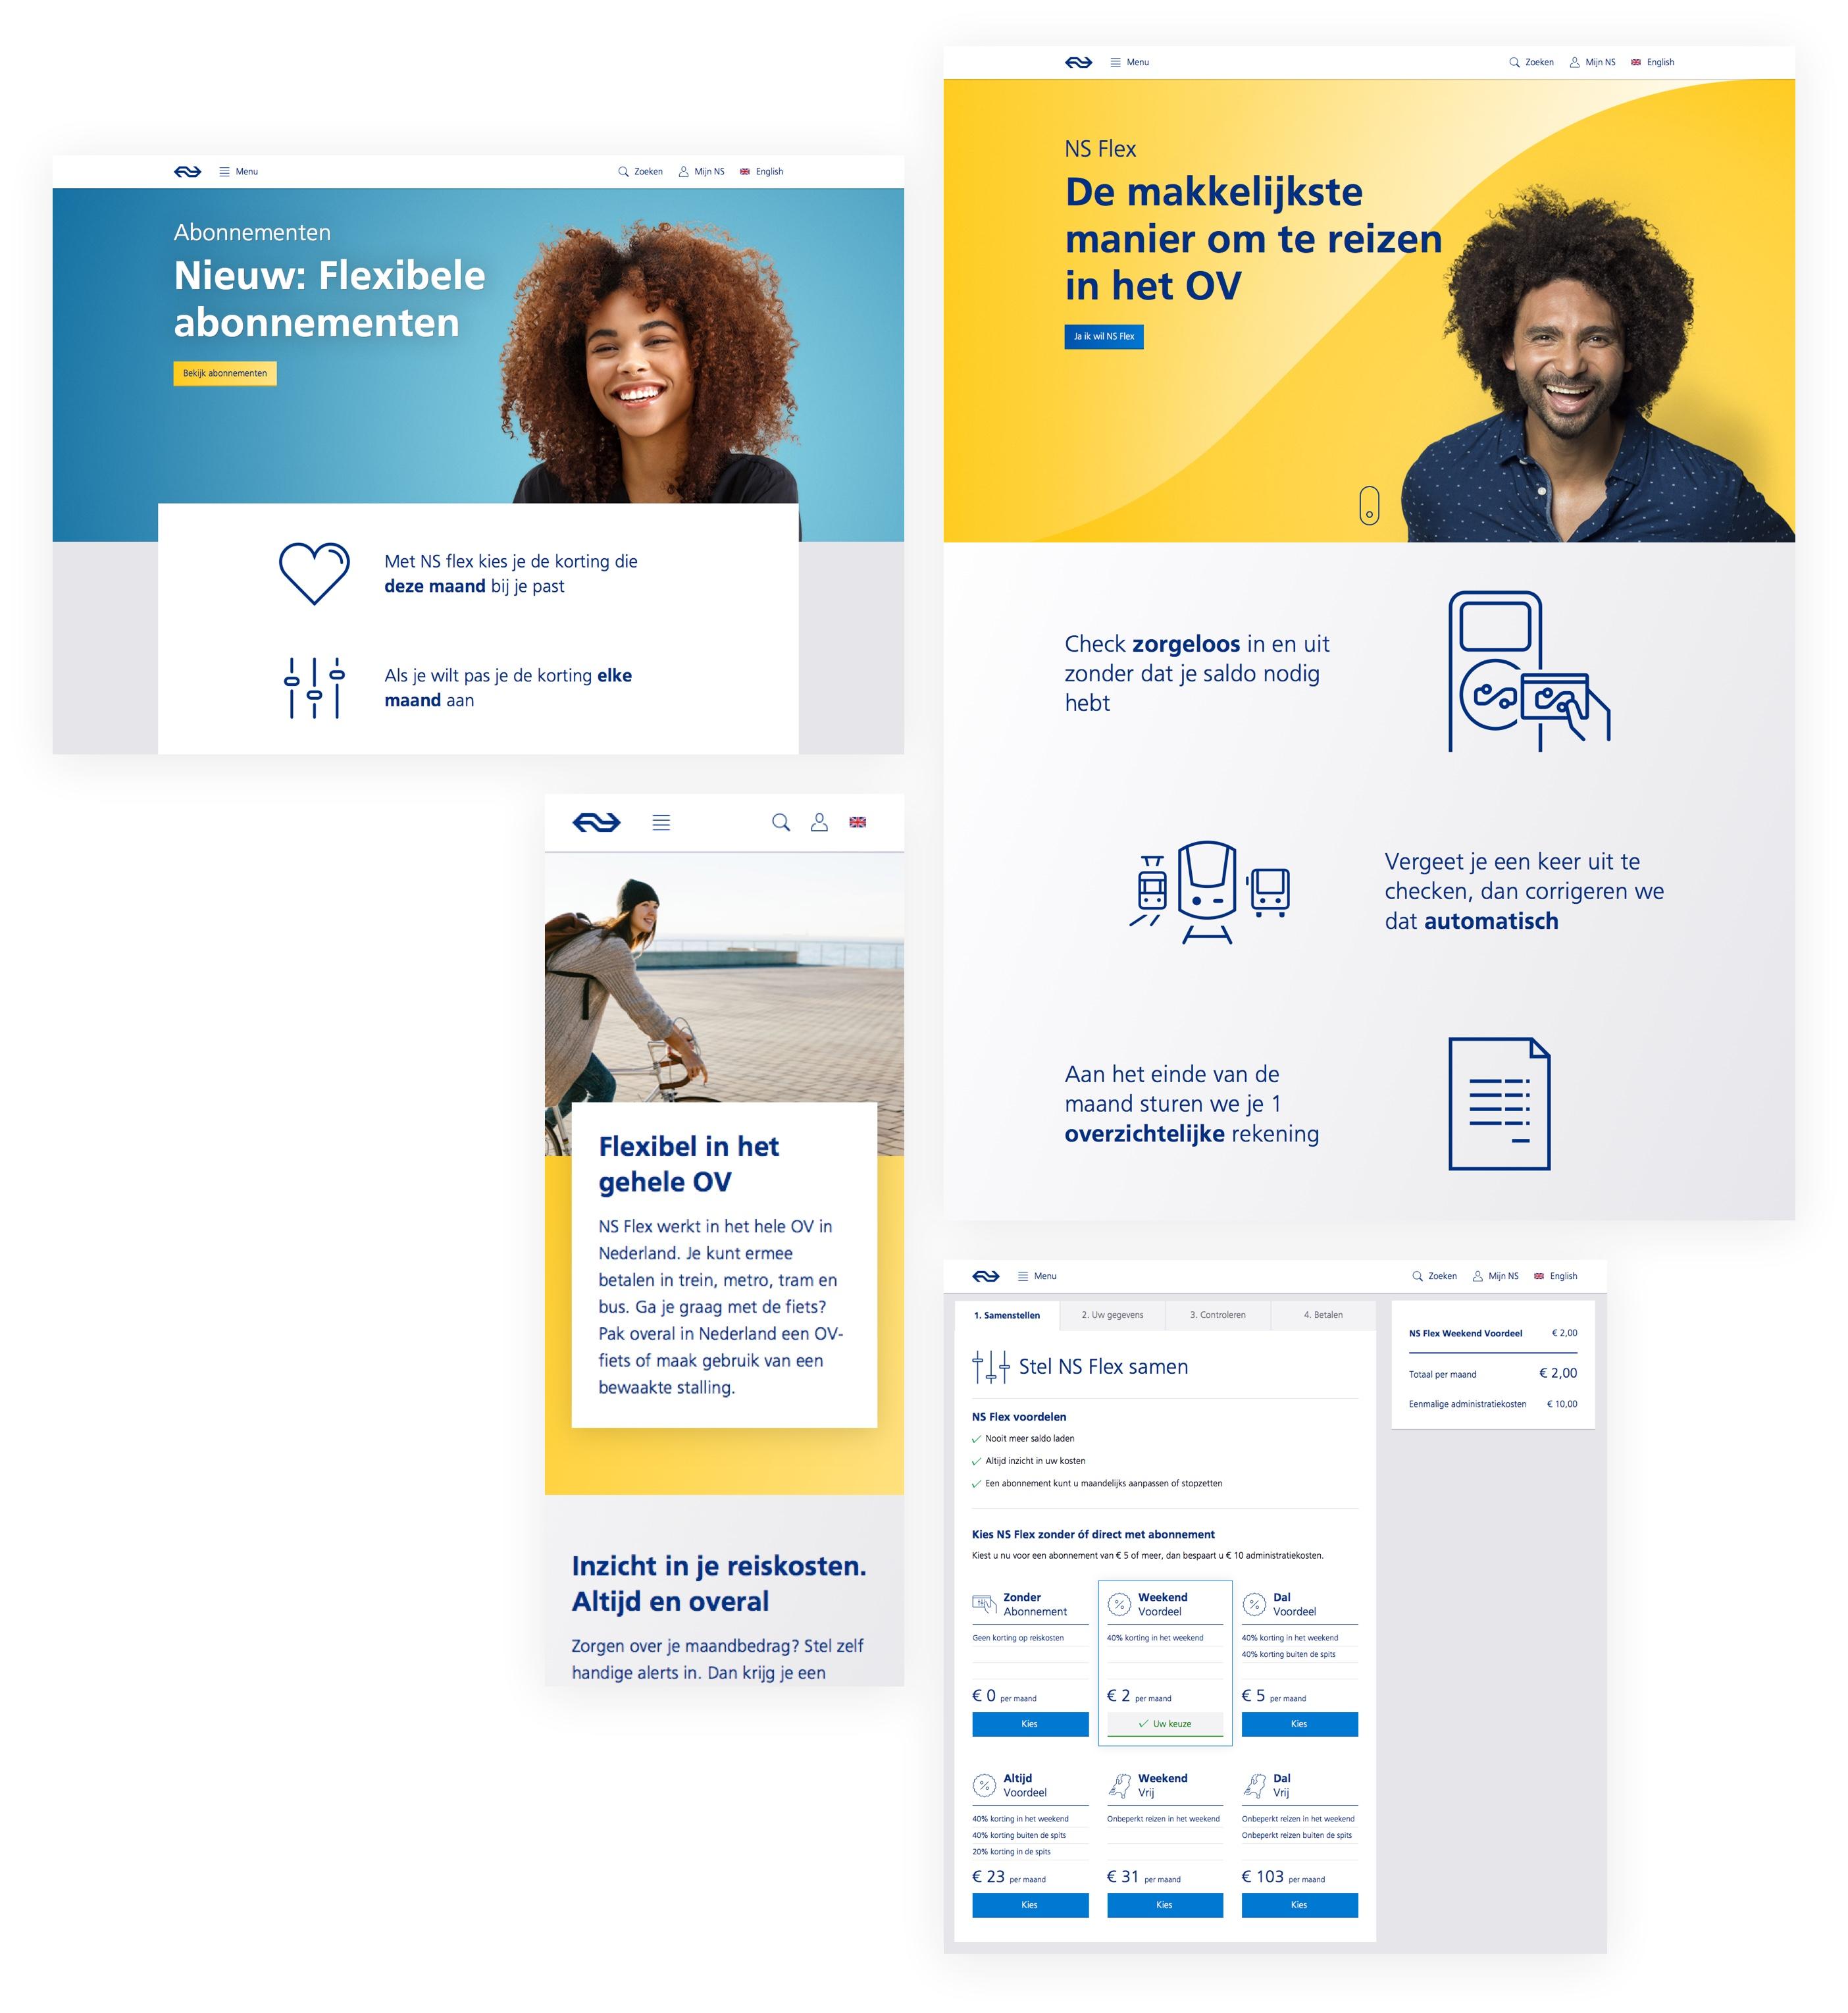 Menu
Zoeken
Mijn NS
English
Abonnementen
Nieuw: Flexibele
abonnementen
Bekijk abonnementen
Met NS flex kies je de korting die
deze maand bij je past
Als je wilt pas je de korting elke
maand aan
Menu
Zoeken
Mijn NS
English
NS Flex
De makkelijkste
manier om te reizen
in het OV
Ja ik wil NS Flex
Check zorgeloos in en uit
zonder dat je saldo nodig
hebt
Vergeet je een keer uit te
checken, dan corrigeren we
dat automatisch
Aan het einde van de
maand sturen we je 1
overzichtelijke rekening
Flexibel in het
gehele OV
NS Flex werkt in het hele OV in
Nederland. Je kunt ermee
betalen in trein, metro, tram en
bus. Ga je graag met de fiets?
Pak overal in Nederland een OV-
fiets of maak gebruik van een
bewaakte stalling.
Inzicht in je reiskosten.
Altijd en overal
Zorgen over je maandbedrag? Stel zelf
handige alerts in. Dan krijg je een
Menu
Zoeken
Mijn NS
English
1. Samenstellen
2. Uw gegevens
3. Controleren
4. Betalen
Stel NS Flex samen
NS Flex voordelen
Nooit meer saldo laden
Altijd inzicht in uw kosten
Een abonnement kunt u maandelijks aanpassen of stopzetten
Kies NS Flex zonder óf direct met abonnement
Kiest u nu voor een abonnement van € 5 of meer, dan bespaart u € 10 administratiekosten.
Zonder
Abonnement
Geen korting op reiskosten
€ 0 per maand
Kies
Weekend
Voordeel
40% korting in het weekend
€ 2 per maand
Uw keuze
Dal
Voordeel
40% korting in het weekend
40% korting buiten de spits
€ 5 per maand
Kies
Altijd
Voordeel
40% korting in het weekend
40% korting buiten de spits
20% korting in de spits
€ 23 per maand
Kies
Weekend
Vrij
Onbeperkt reizen in het weekend
€ 31 per maand
Kies
Dal
Vrij
Onbeperkt reizen in het weekend
Onbeperkt reizen buiten de spits
€ 103 per maand
Kies
NS Flex Weekend Voordeel € 2,00
Totaal per maand € 2,00
Eenmalige administratiekosten € 10,00